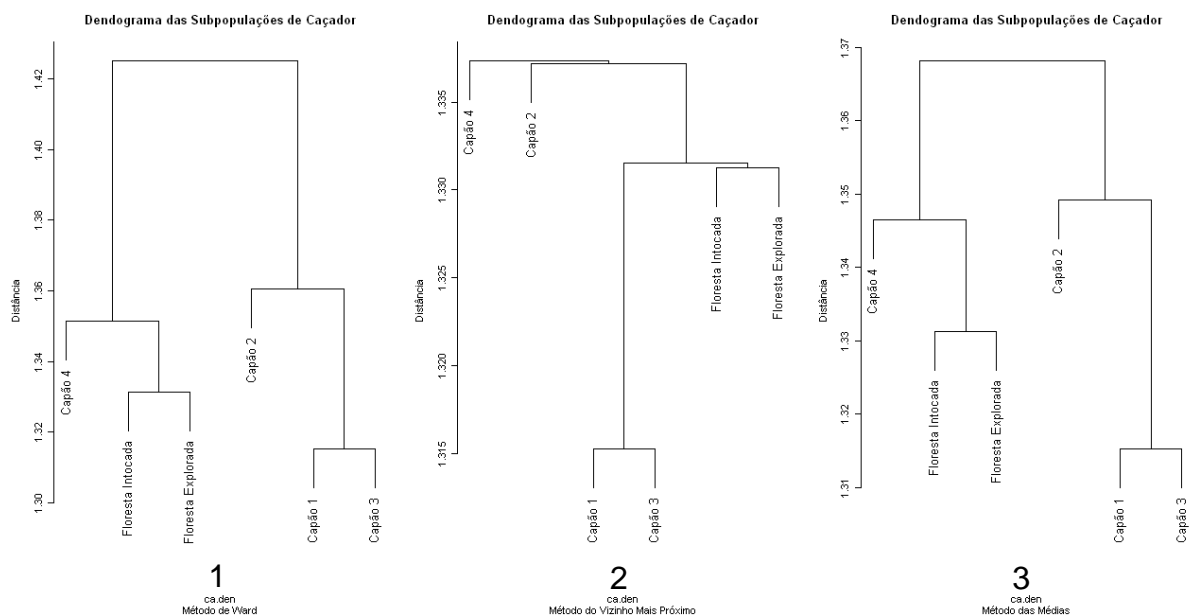 Dendograma das Subpopulações de Caçador
Distância
1.30
1.32
1.34
1.36
1.38
1.40
1.42
Capão 4
Floresta Intocada
Floresta Explorada
Capão 2
Capão 1
Capão 3
1
ca.den
Método de Ward
Dendograma das Subpopulações de Caçador
Distância
1.315
1.320
1.325
1.330
1.335
Capão 4
Capão 2
Capão 1
Capão 3
Floresta Intocada
Floresta Explorada
2
ca.den
Método do Vizinho Mais Próximo
Dendograma das Subpopulações de Caçador
Distância
1.31
1.32
1.33
1.34
1.35
1.36
1.37
Capão 4
Floresta Intocada
Floresta Explorada
Capão 2
Capão 1
Capão 3
3
ca.den
Método das Médias